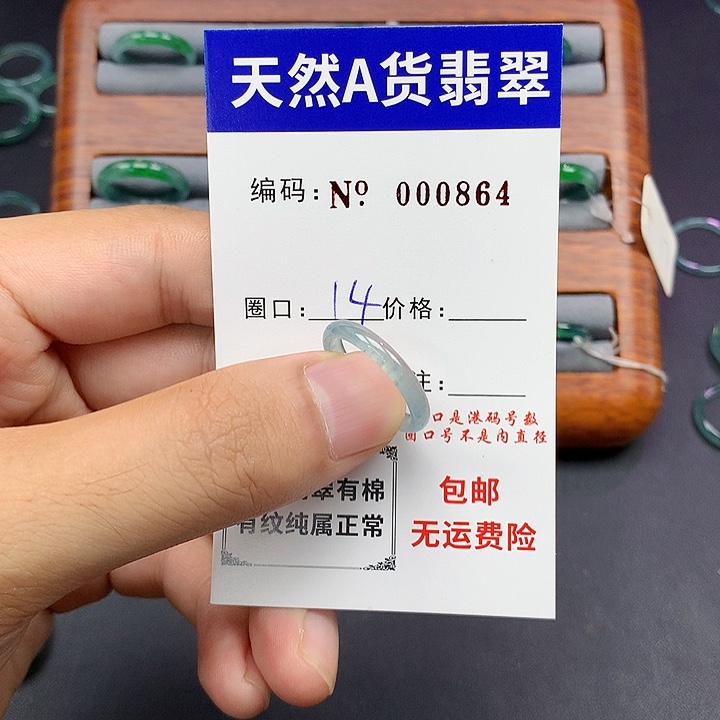 天然A货翡翠
编码: Nº 000864
圈口: 14 价格:
注:
口是港码号数
圈口号不是内直径
翠有棉
有纹纯属正常
包邮
无运费险